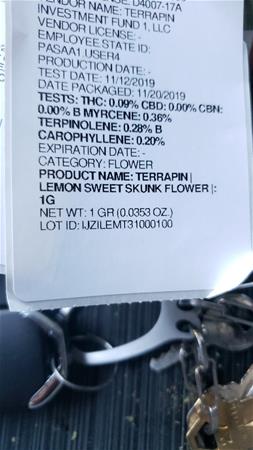 VENDOR NAME: TERRAPIN
INVESTMENT FUND 1, LLC
VENDOR LICENSE: -
EMPLOYEE STATE ID:
PASAA1 USER4
PRODUCTION DATE: -
TEST DATE: 11/12/2019
DATE PACKAGED: 11/20/2019
TESTS: THC: 0.09% CBD: 0.00% CBN:
0.00% B MYRCENE: 0.36%
TERPINOLENE: 0.28% B
CAROPHYLLENE: 0.20%
EXPIRATION DATE: -
CATEGORY: FLOWER
PRODUCT NAME: TERRAPIN |
LEMON SWEET SKUNK FLOWER |:
1G
NET WT: 1 GR (0.0353 OZ.)
LOT ID: IJZILEMT31000100